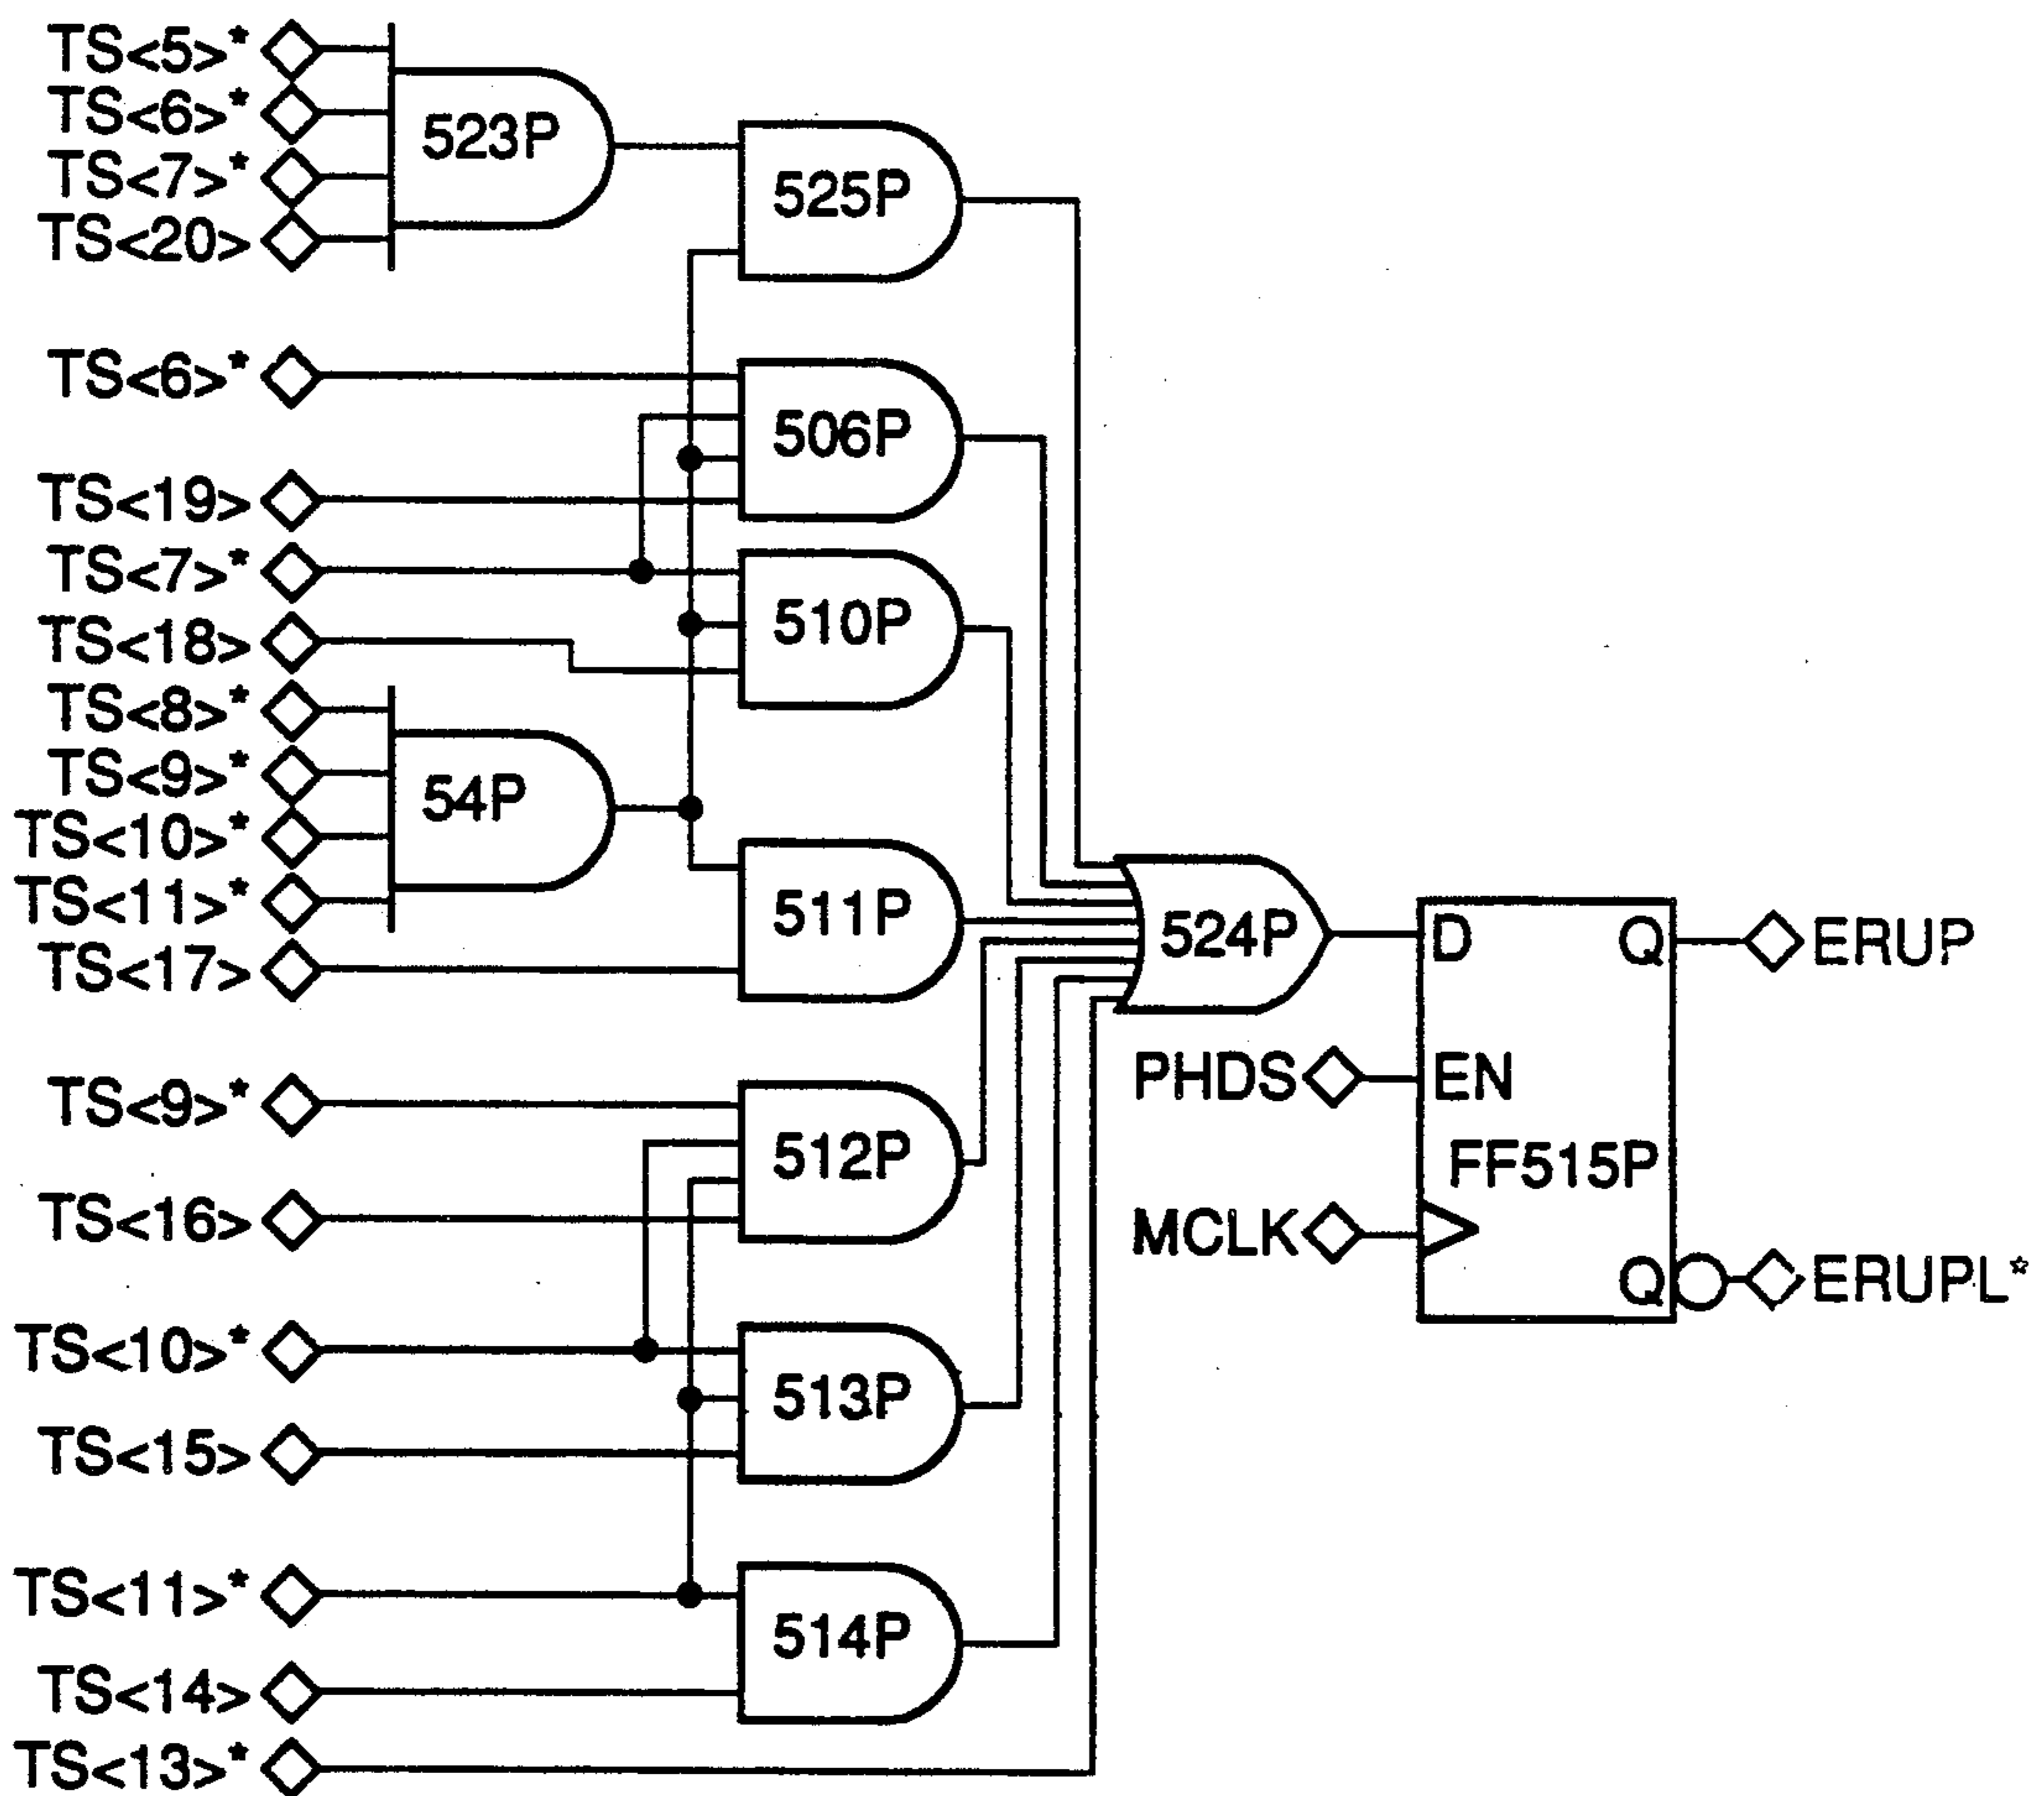 TS<5>*
TS<6>*
523P
TS<7>*
525P
TS<20>
TS<6>*
506P
TS<19>
TS<7>*
510P
TS<18>
TS<8>*
TS<9>*
54P
TS<10>*
TS<11>*
511P
524P
D
Q
ERUP
TS<17>
PHDS
EN
TS<9>*
512P
FF515P
TS<16>
MCLK
Q
ERUPL*
TS<10>*
513P
TS<15>
TS<11>*
514P
TS<14>
TS<13>*